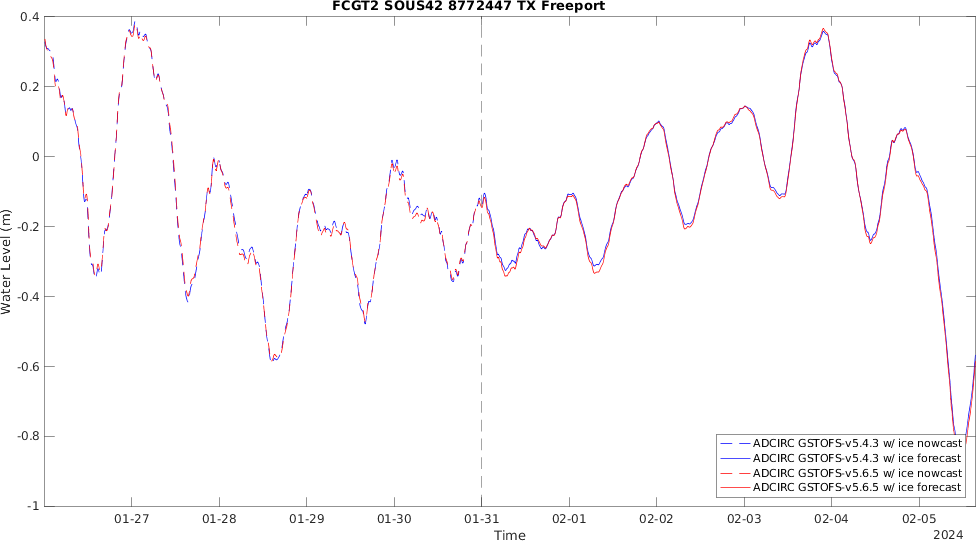 FCGT2 SOUS42 8772447 TX Freeport
0.4
0.2
0
-0.2
-0.4
-0.6
-0.8
-1
Water Level (m)
ADCIRC GSTOFS-v5.4.3 w/ ice nowcast
ADCIRC GSTOFS-v5.4.3 w/ ice forecast
ADCIRC GSTOFS-v5.6.5 w/ ice nowcast
ADCIRC GSTOFS-v5.6.5 w/ ice forecast
01-27 01-28 01-29 01-30 01-31 02-01 02-02 02-03 02-04 02-05
Time
2024